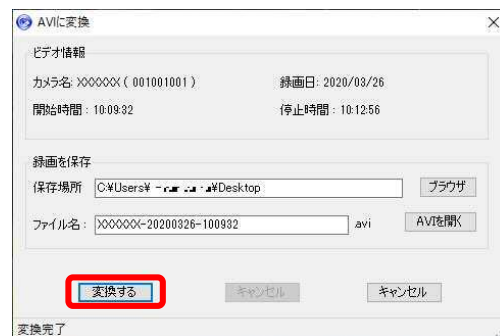 AVIに変換
ビデオ情報
カメラ名: XXXXXX ( 001001001 ) 録画日: 2020/03/26
開始時間 : 10:09:32 停止時間 : 10:12:56
録画を保存
保存場所 C:¥Users¥ ¥Desktop ブラウザ
ファイル名 : XXXXXX-20200326-100932 .avi AVIを開く
変換する キャンセル キャンセル
変換完了